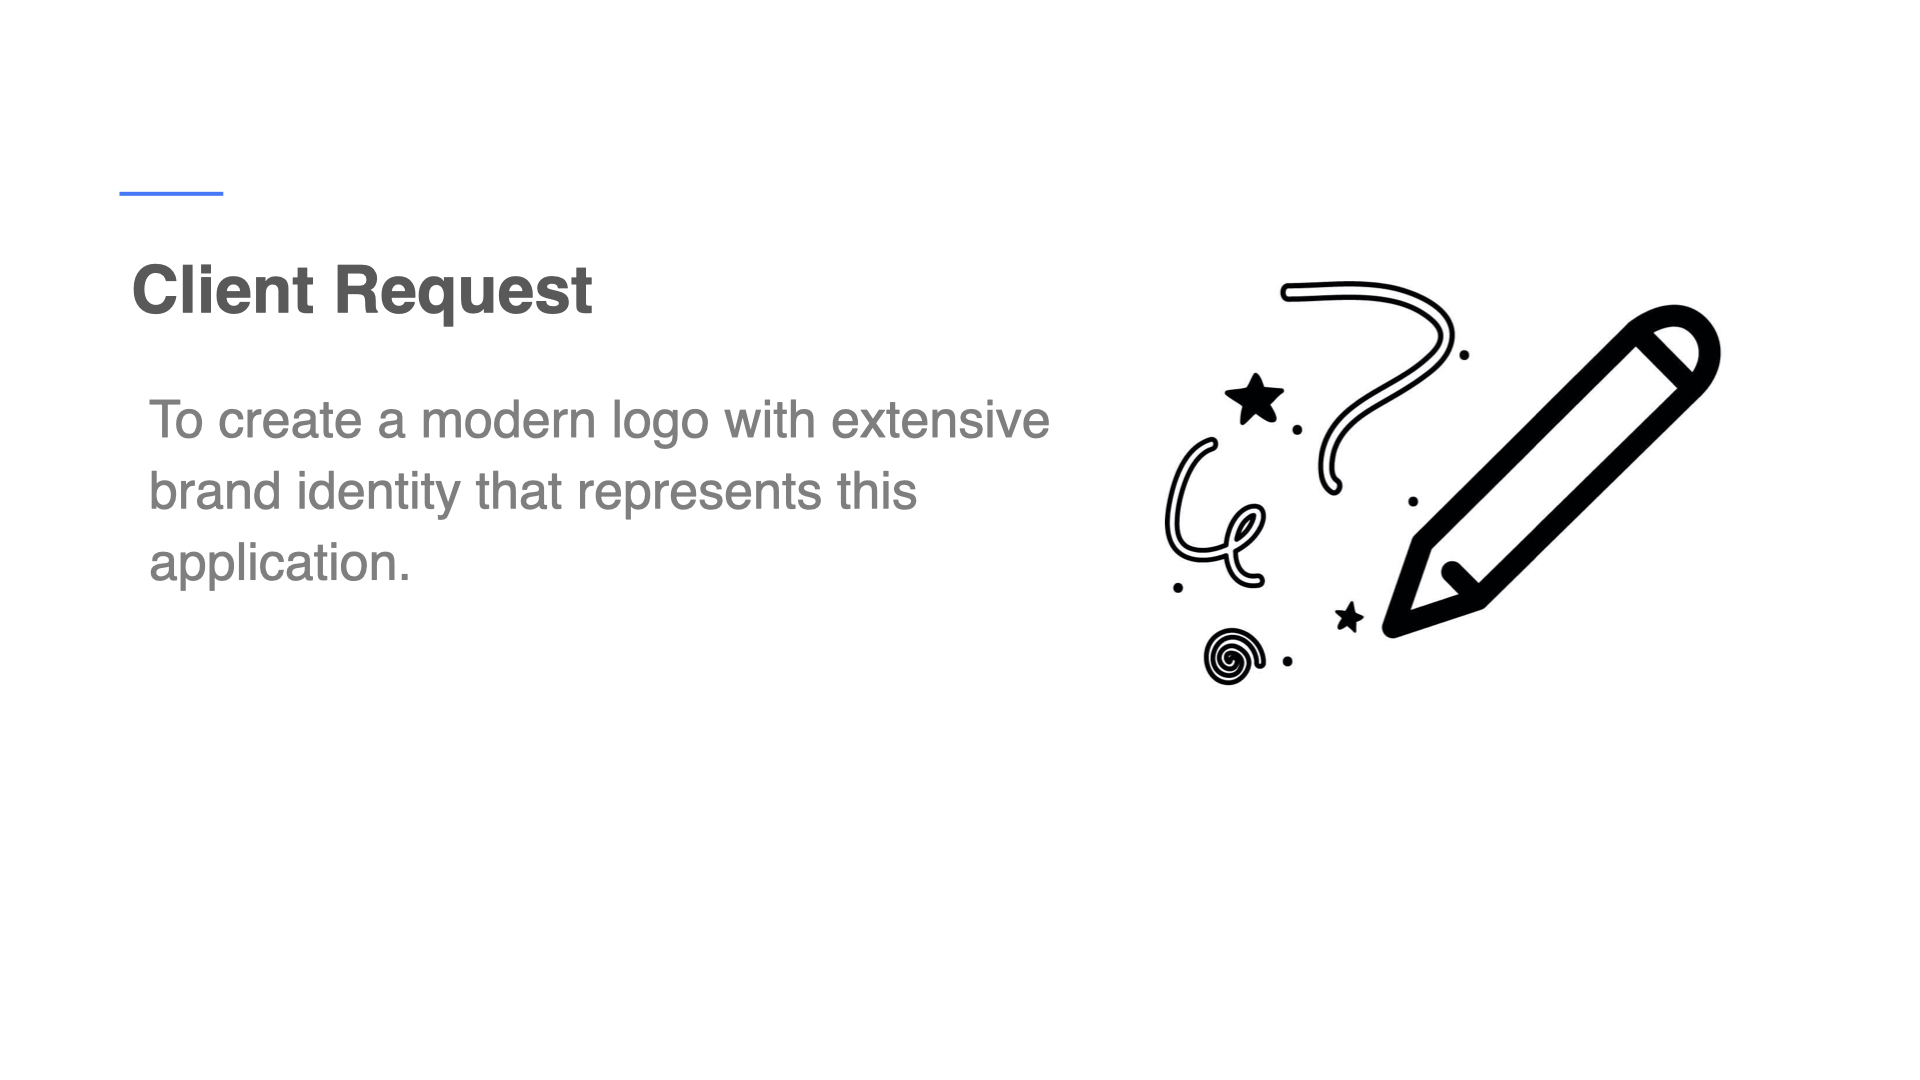 Client Request
To create a modern logo with extensive
brand identity that represents this
application.